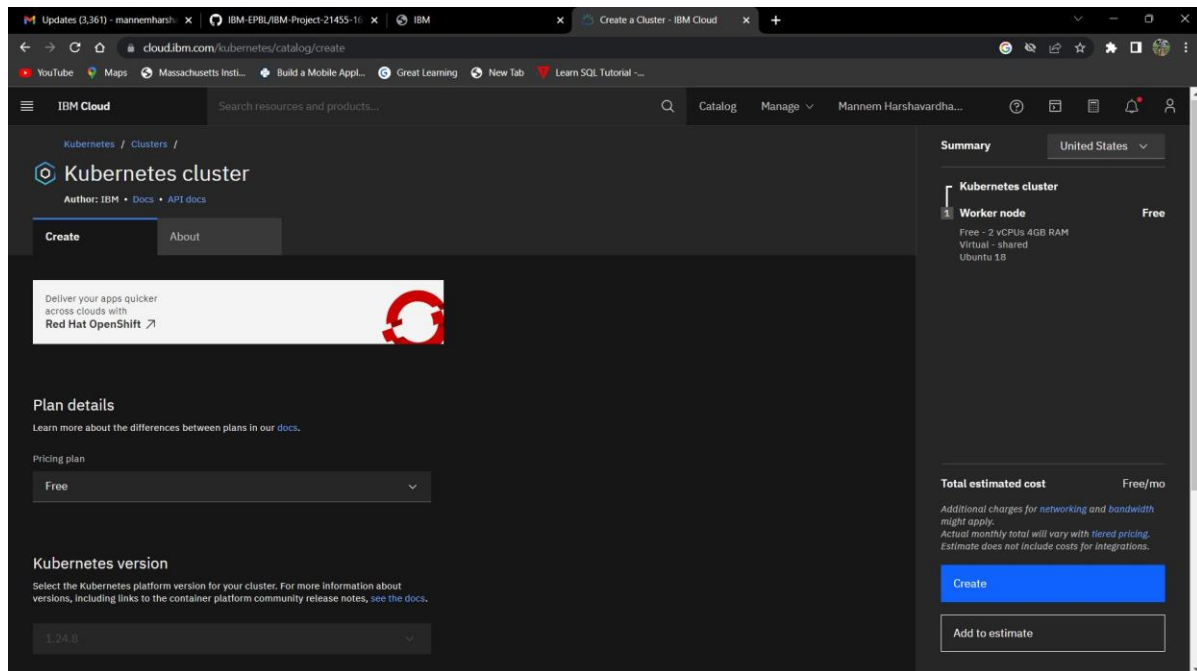 Updates (3,361) - mannemharsh
IBM-EPBL/IBM-Project-21455-16
IBM
Create a Cluster - IBM Cloud
cloud.ibm.com/kubernetes/catalog/create
YouTube
Maps
Massachusetts Insti...
Build a Mobile Appl...
Great Learning
New Tab
Learn SQL Tutorial -...
IBM Cloud
Search resources and products...
Catalog
Manage
Mannem Harshavardha...
Kubernetes / Clusters /
Kubernetes cluster
Author: IBM • Docs • API docs
Create
About
Deliver your apps quicker
across clouds with
Red Hat OpenShift
Plan details
Learn more about the differences between plans in our docs.
Pricing plan
Free
Kubernetes version
Select the Kubernetes platform version for your cluster. For more information about
versions, including links to the container platform community release notes, see the docs.
1.24.8
Summary
United States
Kubernetes cluster
1 Worker node Free
Free - 2 vCPUs 4GB RAM
Virtual - shared
Ubuntu 18
Total estimated cost Free/mo
Additional charges for networking and bandwidth
might apply.
Actual monthly total will vary with tiered pricing.
Estimate does not include costs for integrations.
Create
Add to estimate